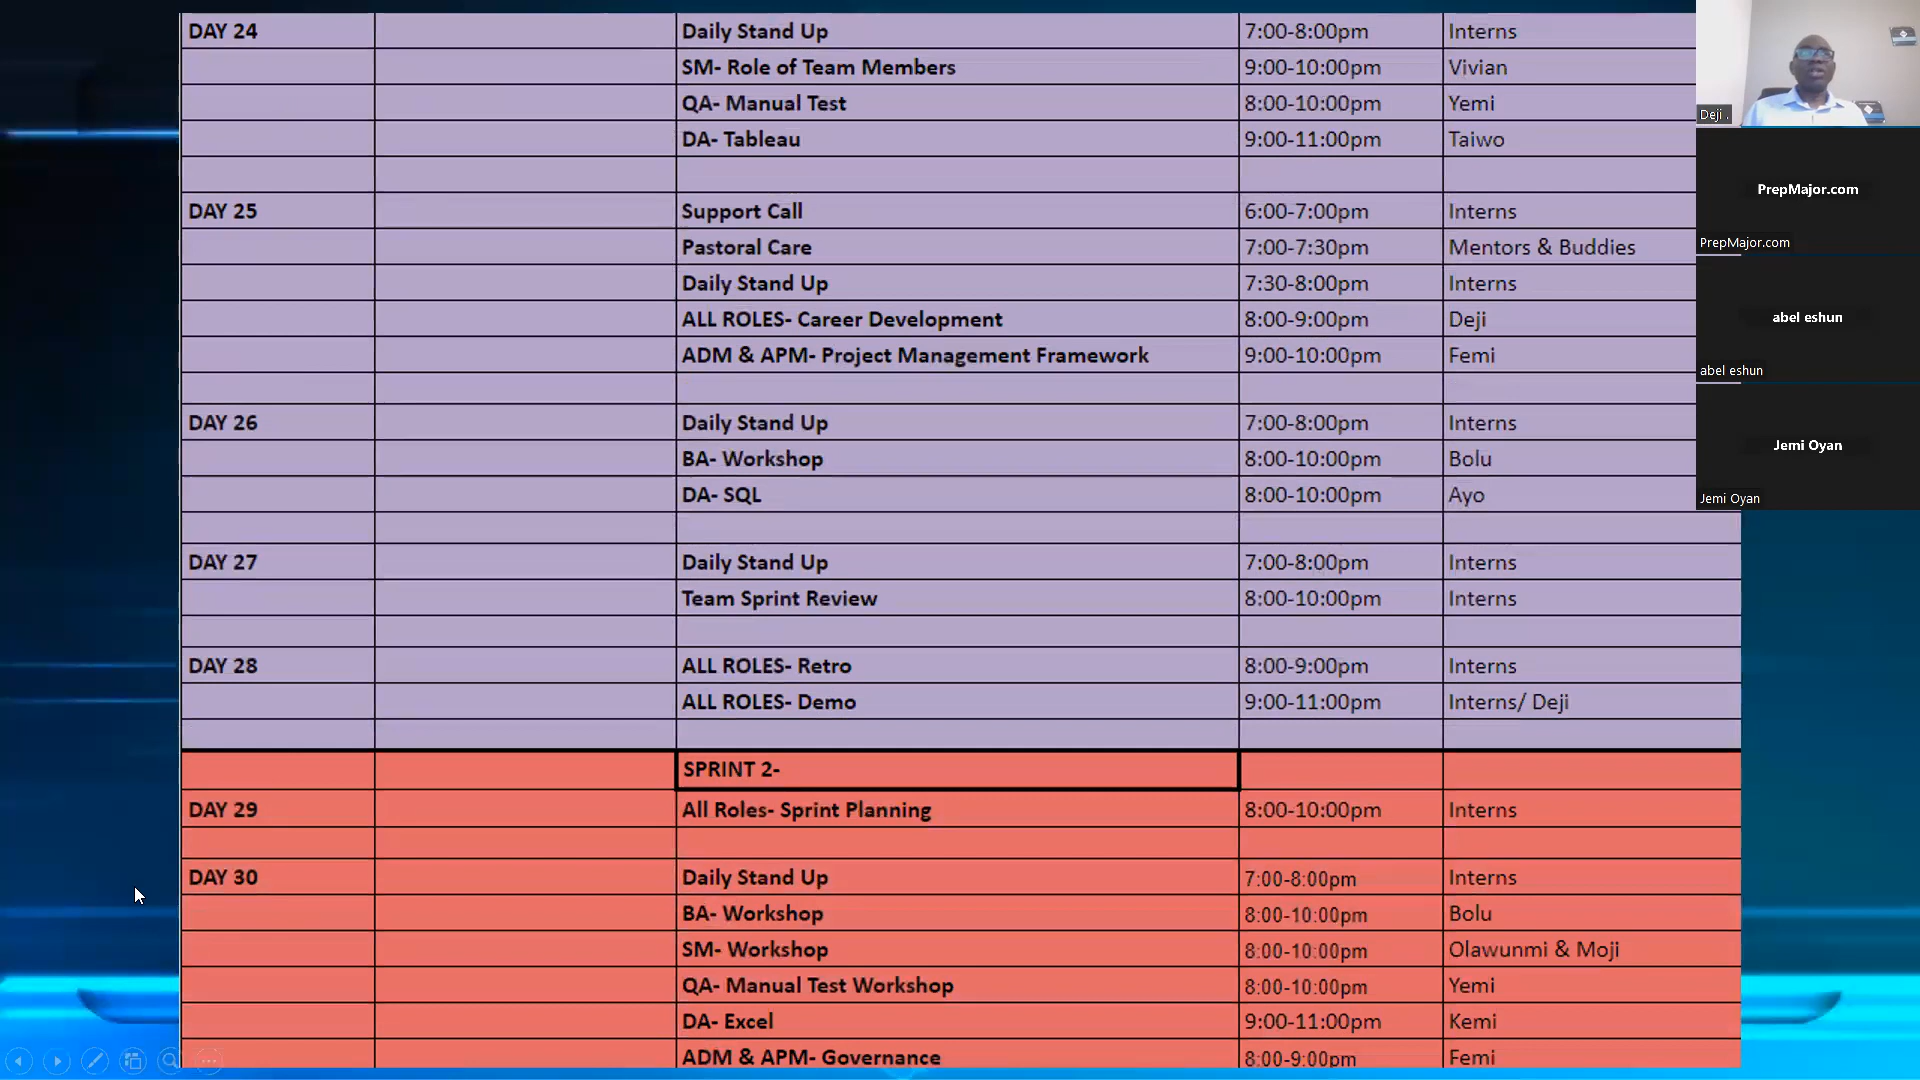 DAY 24 Daily Stand Up 7:00-8:00pm Interns
SM- Role of Team Members 9:00-10:00pm Vivian
QA- Manual Test 8:00-10:00pm Yemi
DA- Tableau 9:00-11:00pm Taiwo
DAY 25 Support Call 6:00-7:00pm Interns
Pastoral Care 7:00-7:30pm Mentors & Buddies
Daily Stand Up 7:30-8:00pm Interns
ALL ROLES- Career Development 8:00-9:00pm Deji
ADM & APM- Project Management Framework 9:00-10:00pm Femi
DAY 26 Daily Stand Up 7:00-8:00pm Interns
BA- Workshop 8:00-10:00pm Bolu
DA- SQL 8:00-10:00pm Ayo
DAY 27 Daily Stand Up 7:00-8:00pm Interns
Team Sprint Review 8:00-10:00pm Interns
DAY 28 ALL ROLES- Retro 8:00-9:00pm Interns
ALL ROLES- Demo 9:00-11:00pm Interns/ Deji
SPRINT 2-
DAY 29 All Roles- Sprint Planning 8:00-10:00pm Interns
DAY 30 Daily Stand Up 7:00-8:00pm Interns
BA- Workshop 8:00-10:00pm Bolu
SM- Workshop 8:00-10:00pm Olawunmi & Moji
QA- Manual Test Workshop 8:00-10:00pm Yemi
DA- Excel 9:00-11:00pm Kemi
ADM & APM- Governance 8:00-9:00pm Femi
Deji .
PrepMajor.com
PrepMajor.com
abel eshun
abel eshun
Jemi Oyan
Jemi Oyan